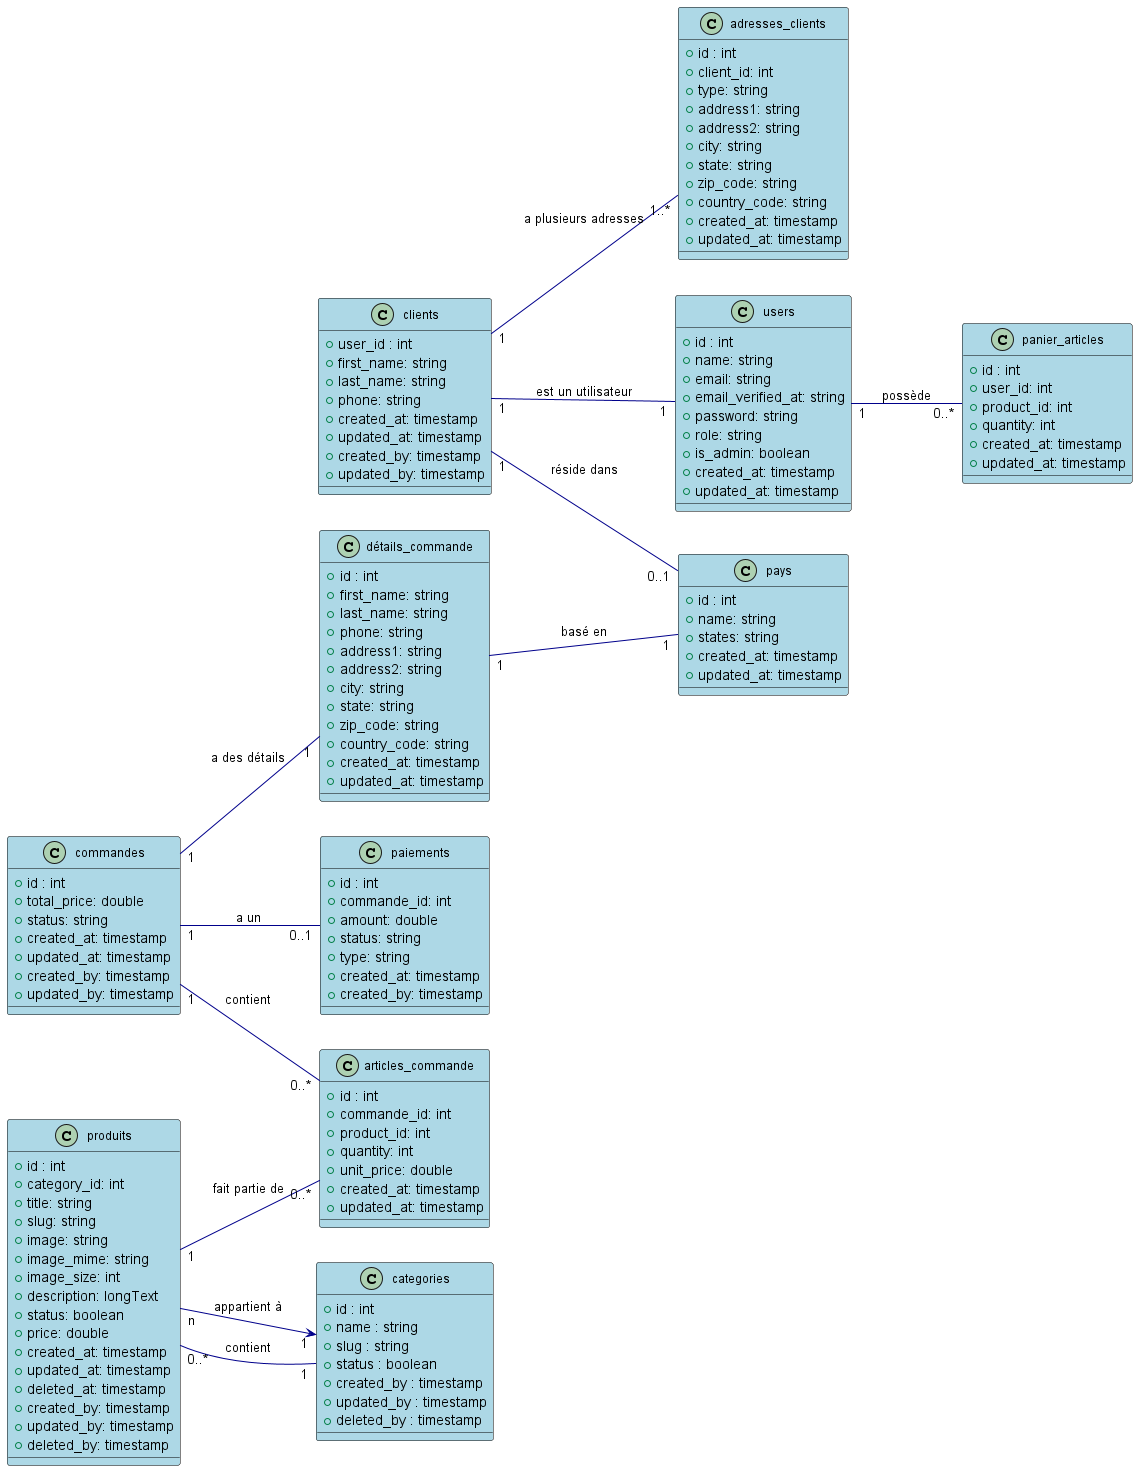 C adresses_clients
id : int
client_id: int
type: string
address1: string
address2: string
city: string
state: string
zip_code: string
country_code: string
created_at: timestamp
updated_at: timestamp
a plusieurs adresses
1..*
1
C clients
user_id : int
first_name: string
last_name: string
phone: string
created_at: timestamp
updated_at: timestamp
created_by: timestamp
updated_by: timestamp
est un utilisateur
1
1
C users
id : int
name: string
email: string
email_verified_at: string
password: string
role: string
is_admin: boolean
created_at: timestamp
updated_at: timestamp
possède
1
0..*
C panier_articles
id : int
user_id: int
product_id: int
quantity: int
created_at: timestamp
updated_at: timestamp
réside dans
1
0..1
C détails_commande
id : int
first_name: string
last_name: string
phone: string
address1: string
address2: string
city: string
state: string
zip_code: string
country_code: string
created_at: timestamp
updated_at: timestamp
basé en
1
1
C pays
id : int
name: string
states: string
created_at: timestamp
updated_at: timestamp
a des détails
1
1
C commandes
id : int
total_price: double
status: string
created_at: timestamp
updated_at: timestamp
created_by: timestamp
updated_by: timestamp
a un
1
0..1
C paiements
id : int
commande_id: int
amount: double
status: string
type: string
created_at: timestamp
created_by: timestamp
1
contient
0..*
C articles_commande
id : int
commande_id: int
product_id: int
quantity: int
unit_price: double
created_at: timestamp
updated_at: timestamp
C produits
id : int
category_id: int
title: string
slug: string
image: string
image_mime: string
image_size: int
description: longText
status: boolean
price: double
created_at: timestamp
updated_at: timestamp
deleted_at: timestamp
created_by: timestamp
updated_by: timestamp
deleted_by: timestamp
fait partie de
0..*
1
appartient à
n
1
contient
0..*
1
C categories
id : int
name : string
slug : string
status : boolean
created_by : timestamp
updated_by : timestamp
deleted_by : timestamp